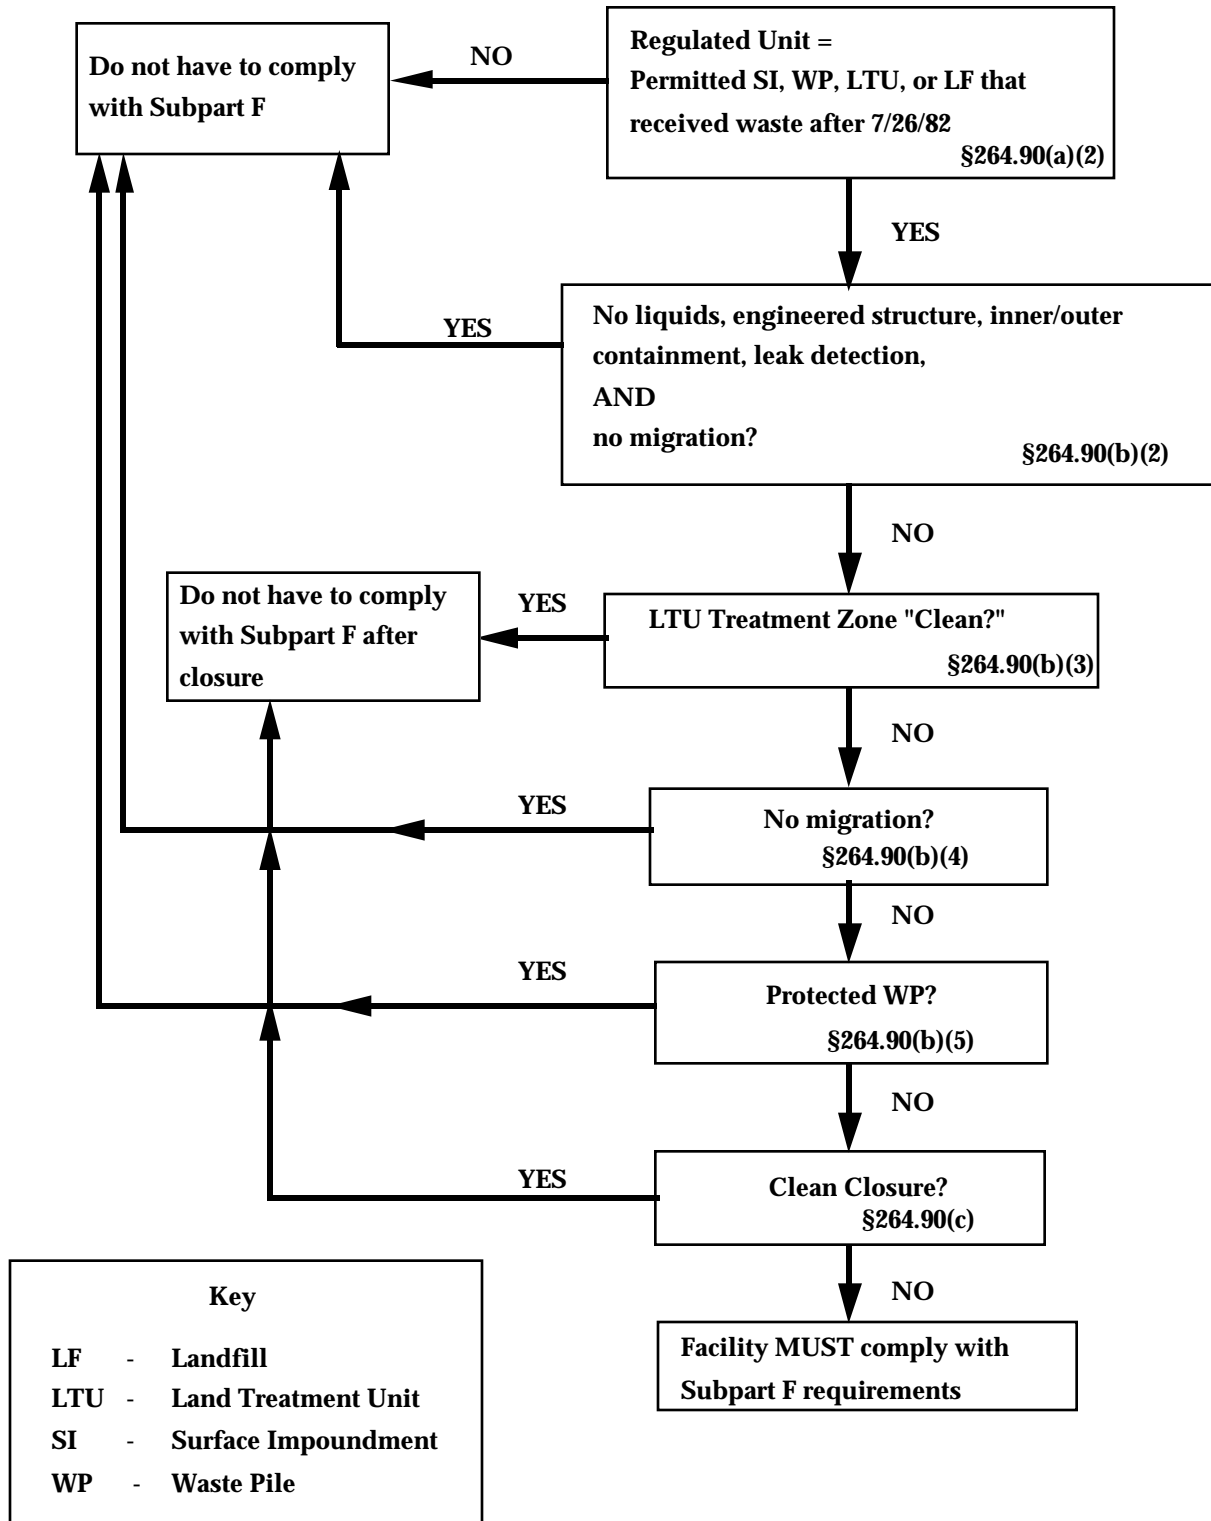 Regulated Unit =
Permitted SI, WP, LTU, or LF that
received waste after 7/26/82
§264.90(a)(2)
NO
Do not have to comply
with Subpart F
YES
No liquids, engineered structure, inner/outer
containment, leak detection,
AND
no migration?
§264.90(b)(2)
YES
NO
LTU Treatment Zone "Clean?"
§264.90(b)(3)
YES
Do not have to comply
with Subpart F after
closure
NO
No migration?
§264.90(b)(4)
YES
NO
Protected WP?
§264.90(b)(5)
YES
NO
Clean Closure?
§264.90(c)
YES
NO
Facility MUST comply with
Subpart F requirements
Key
LF - Landfill
LTU - Land Treatment Unit
SI - Surface Impoundment
WP - Waste Pile